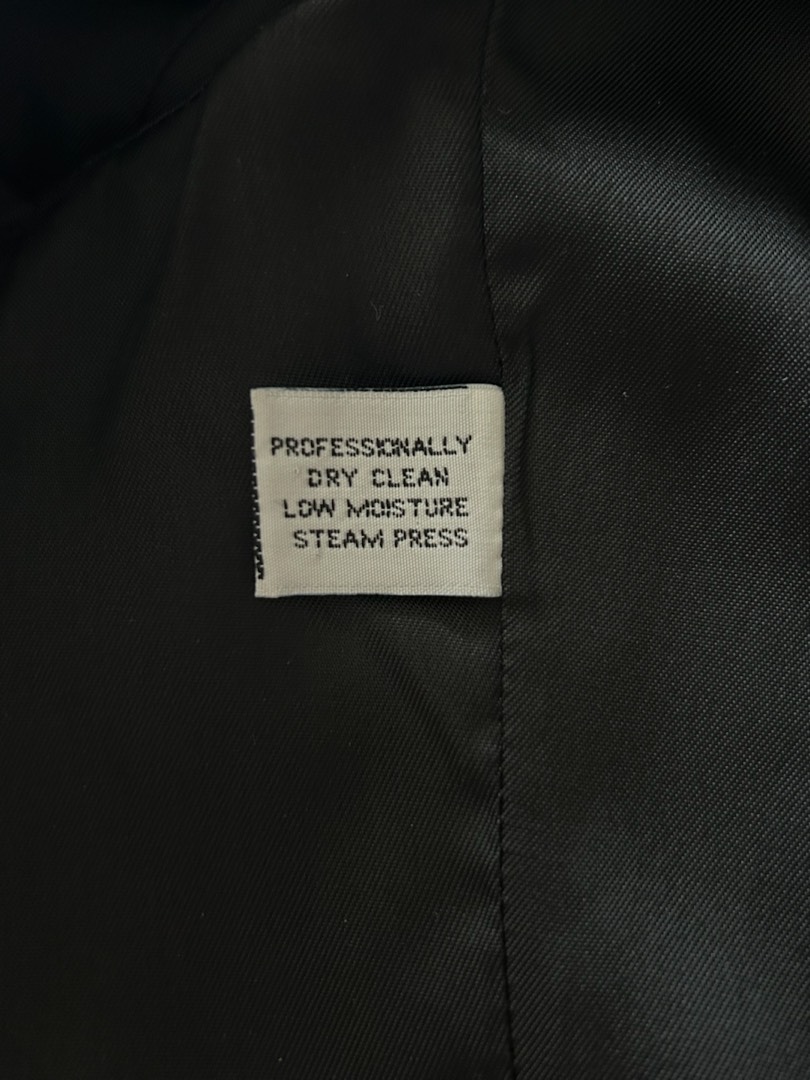 PROFESSIONALLY
DRY CLEAN
LOW MOISTURE
STEAM PRESS